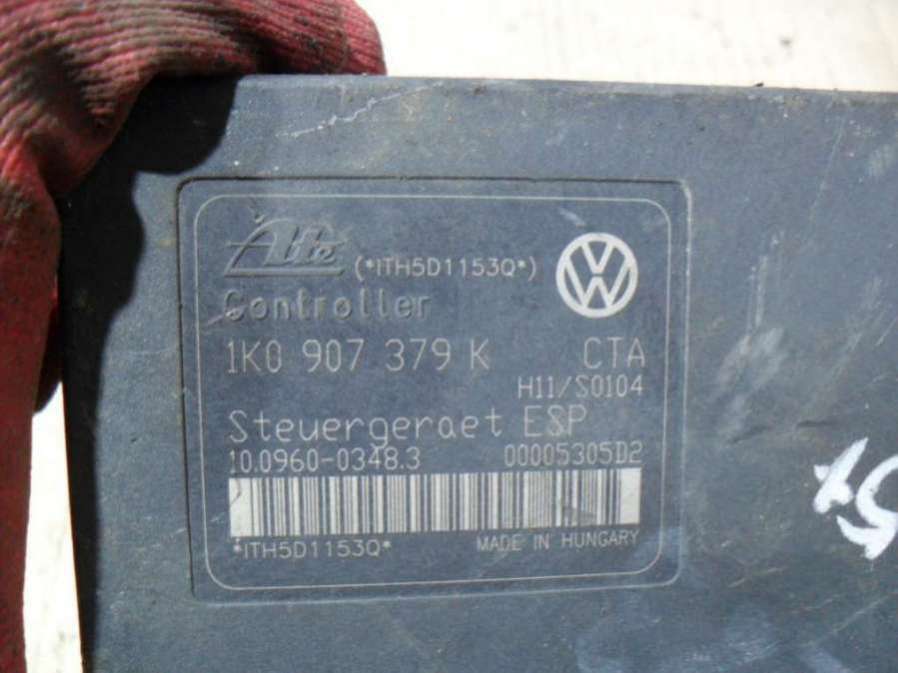 Ate (*ITH5D1153Q*)
Controller
1K0 907 379 K CTA
H11/S0104
Steuergeraet ESP
10.0960-0348.3 00005305D2
*ITH5D1153Q* MADE IN HUNGARY